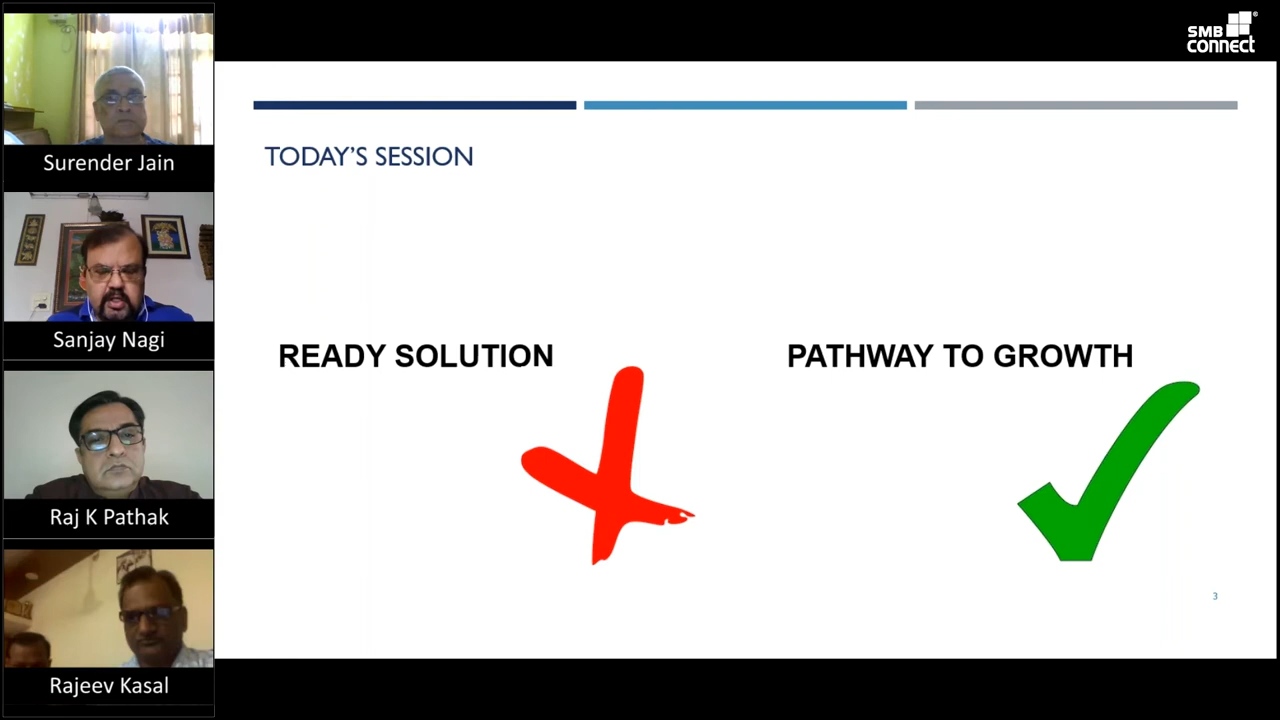 Surender Jain
Sanjay Nagi
Raj K Pathak
Rajeev Kasal
SMB
connect
®
TODAY'S SESSION
READY SOLUTION
PATHWAY TO GROWTH
3